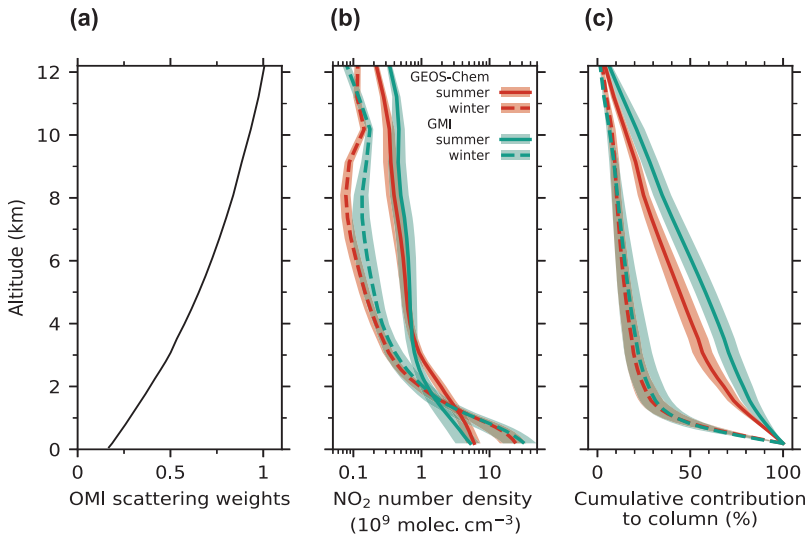 (a)
(b)
(c)
12
10
8
6
4
2
0
Altitude (km)
0
0.5
1
OMI scattering weights
GEOS-Chem
summer
winter
GMI
summer
winter
0.1
1
10
NO₂ number density
(10⁹ molec. cm⁻³)
0
50
100
Cumulative contribution
to column (%)